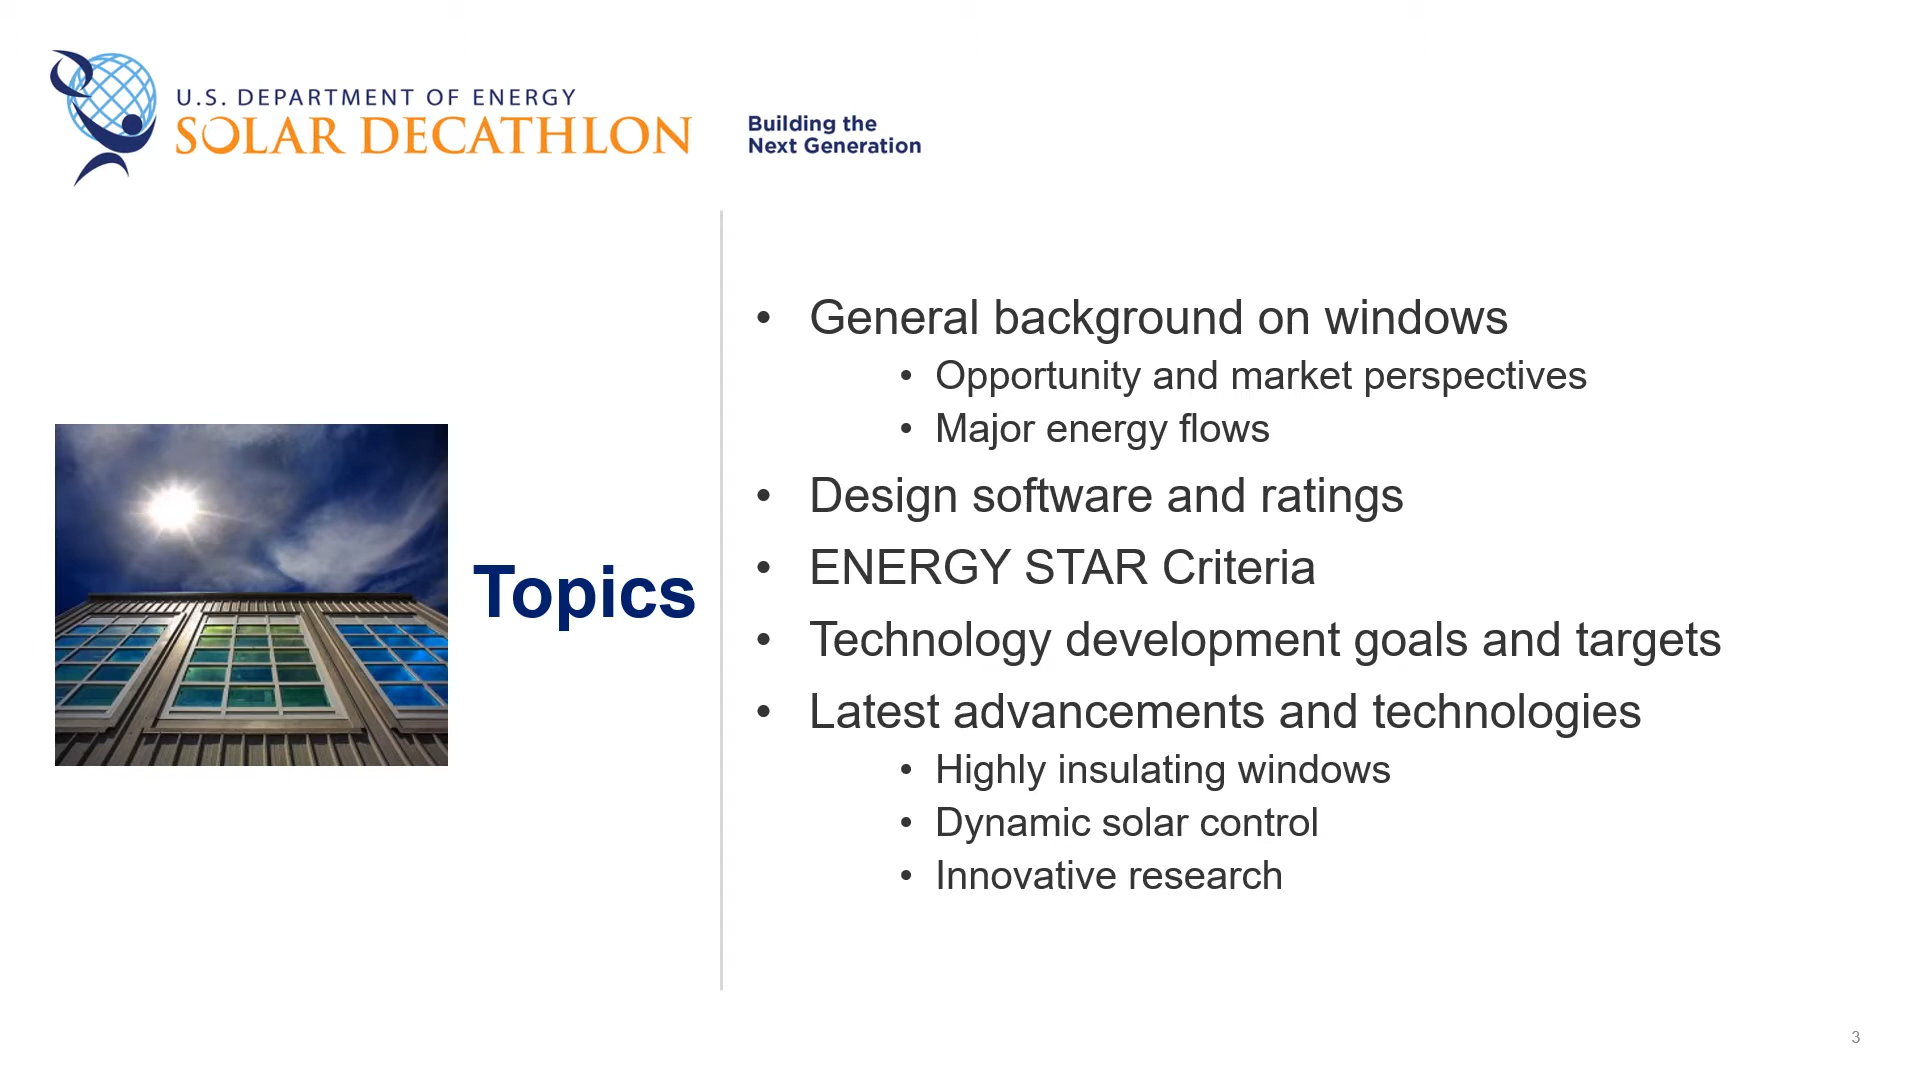 U.S. DEPARTMENT OF ENERGY
SOLAR DECATHLON
Building the
Next Generation
Topics
• General background on windows
• Opportunity and market perspectives
• Major energy flows
• Design software and ratings
• ENERGY STAR Criteria
• Technology development goals and targets
• Latest advancements and technologies
• Highly insulating windows
• Dynamic solar control
• Innovative research
3